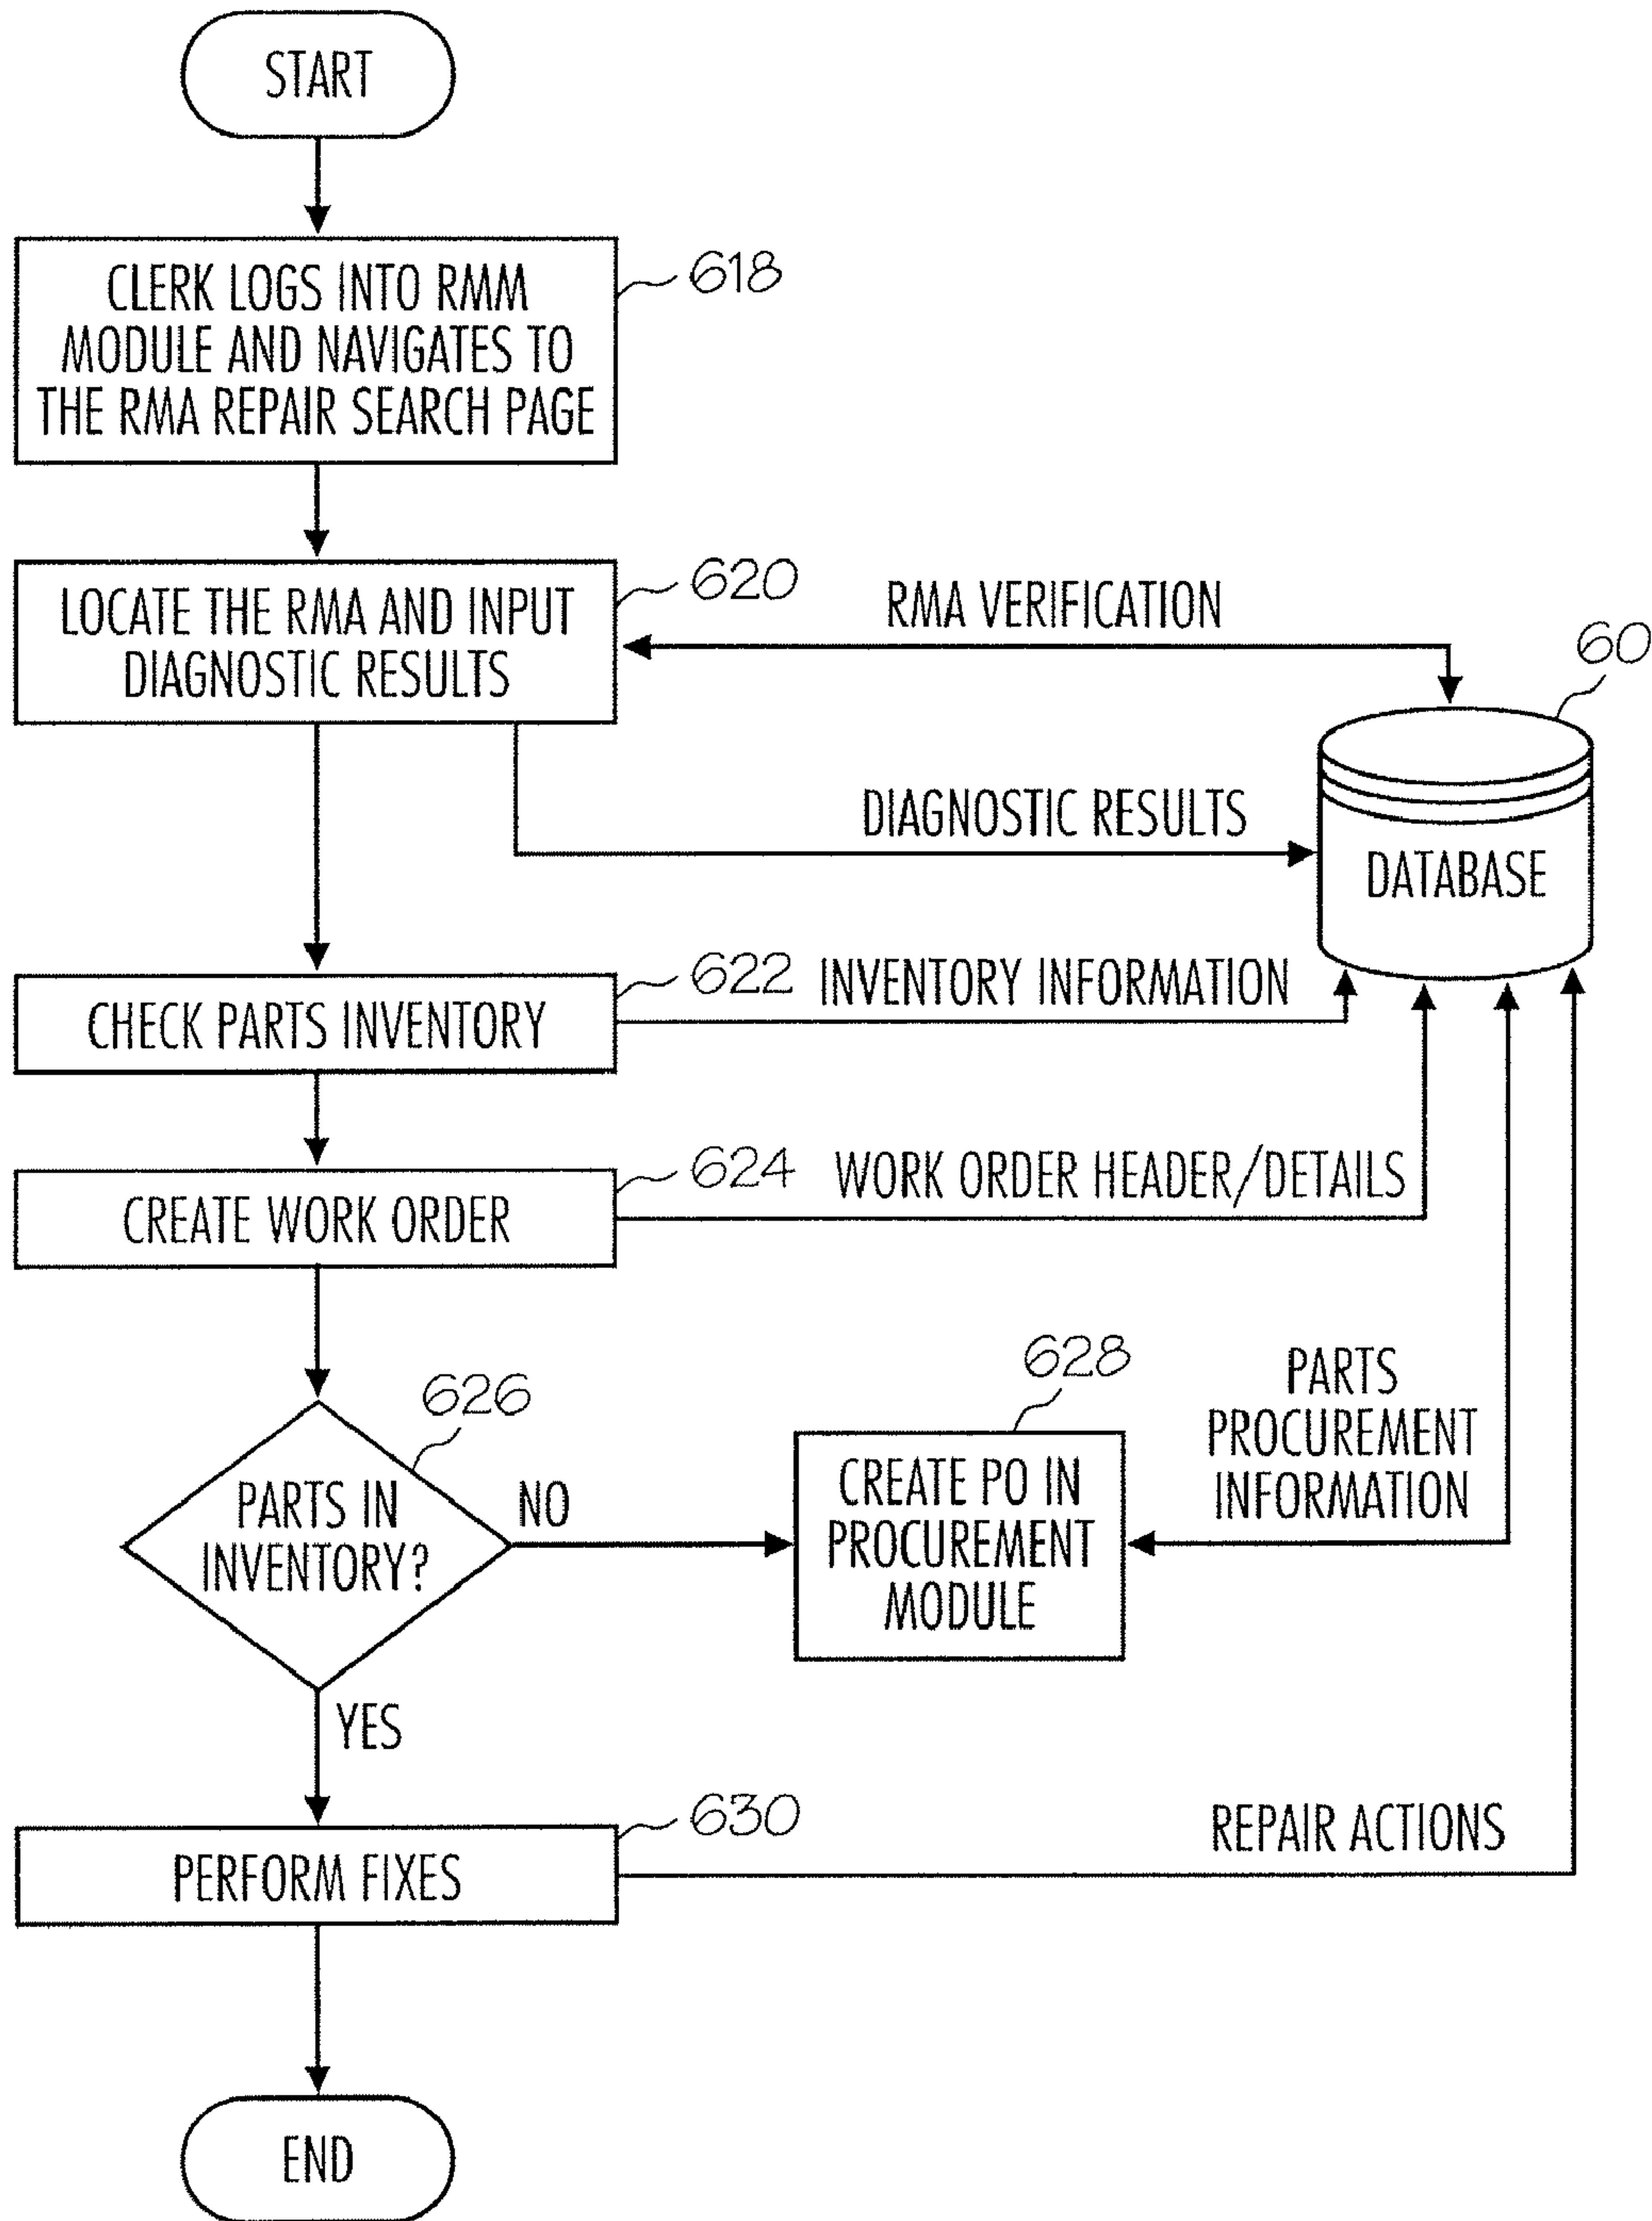 START
CLERK LOGS INTO RMM
MODULE AND NAVIGATES TO
THE RMA REPAIR SEARCH PAGE
618
LOCATE THE RMA AND INPUT
DIAGNOSTIC RESULTS
620
RMA VERIFICATION
60
DIAGNOSTIC RESULTS
DATABASE
CHECK PARTS INVENTORY
622
INVENTORY INFORMATION
CREATE WORK ORDER
624
WORK ORDER HEADER/DETAILS
626
PARTS IN
INVENTORY?
NO
628
CREATE PO IN
PROCUREMENT
MODULE
PARTS
PROCUREMENT
INFORMATION
YES
PERFORM FIXES
630
REPAIR ACTIONS
END